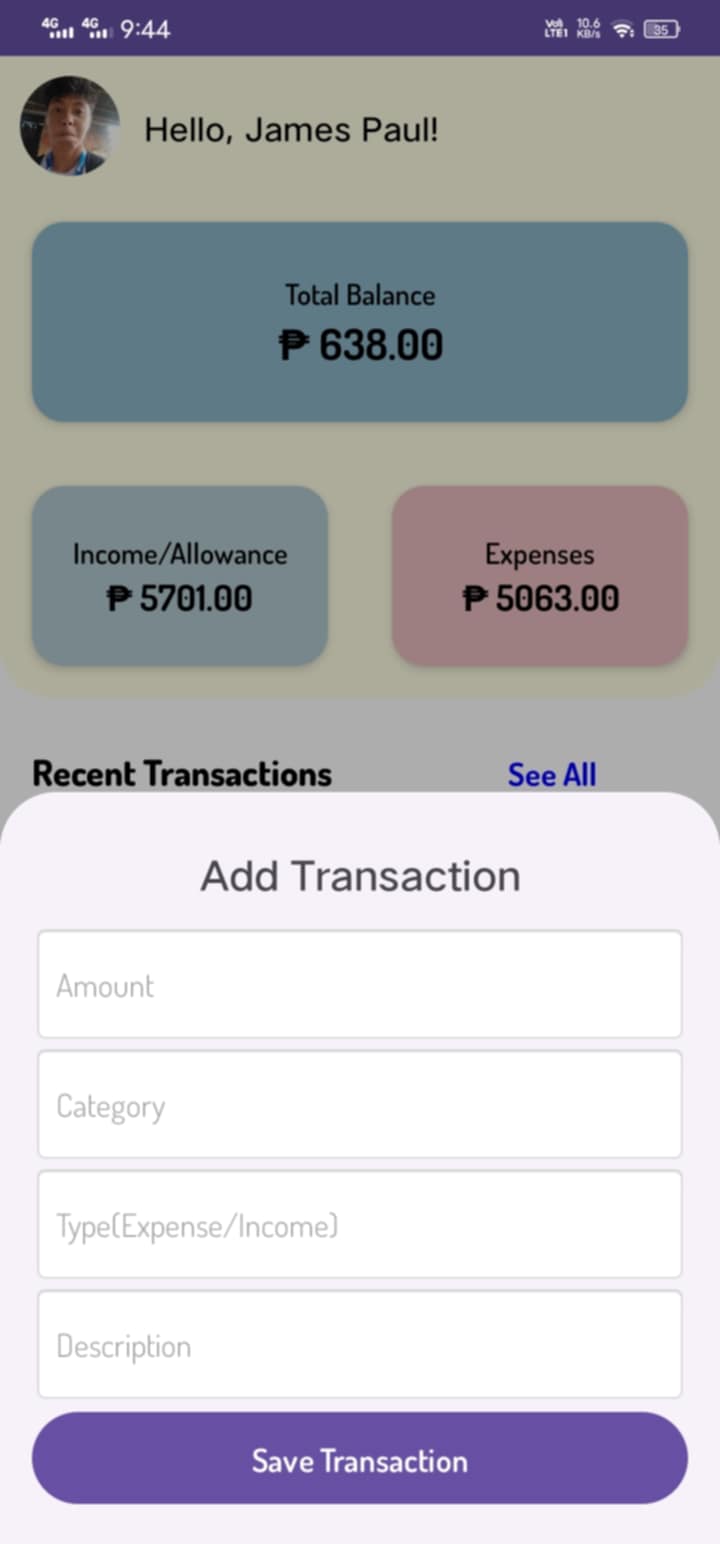 4G 4G 9:44 VoI) LTE1 10.6 KB/s 35
Hello, James Paul!
Total Balance
₱ 638.00
Income/Allowance
₱ 5701.00
Expenses
₱ 5063.00
Recent Transactions
See All
Add Transaction
Amount
Category
Type(Expense/Income)
Description
Save Transaction